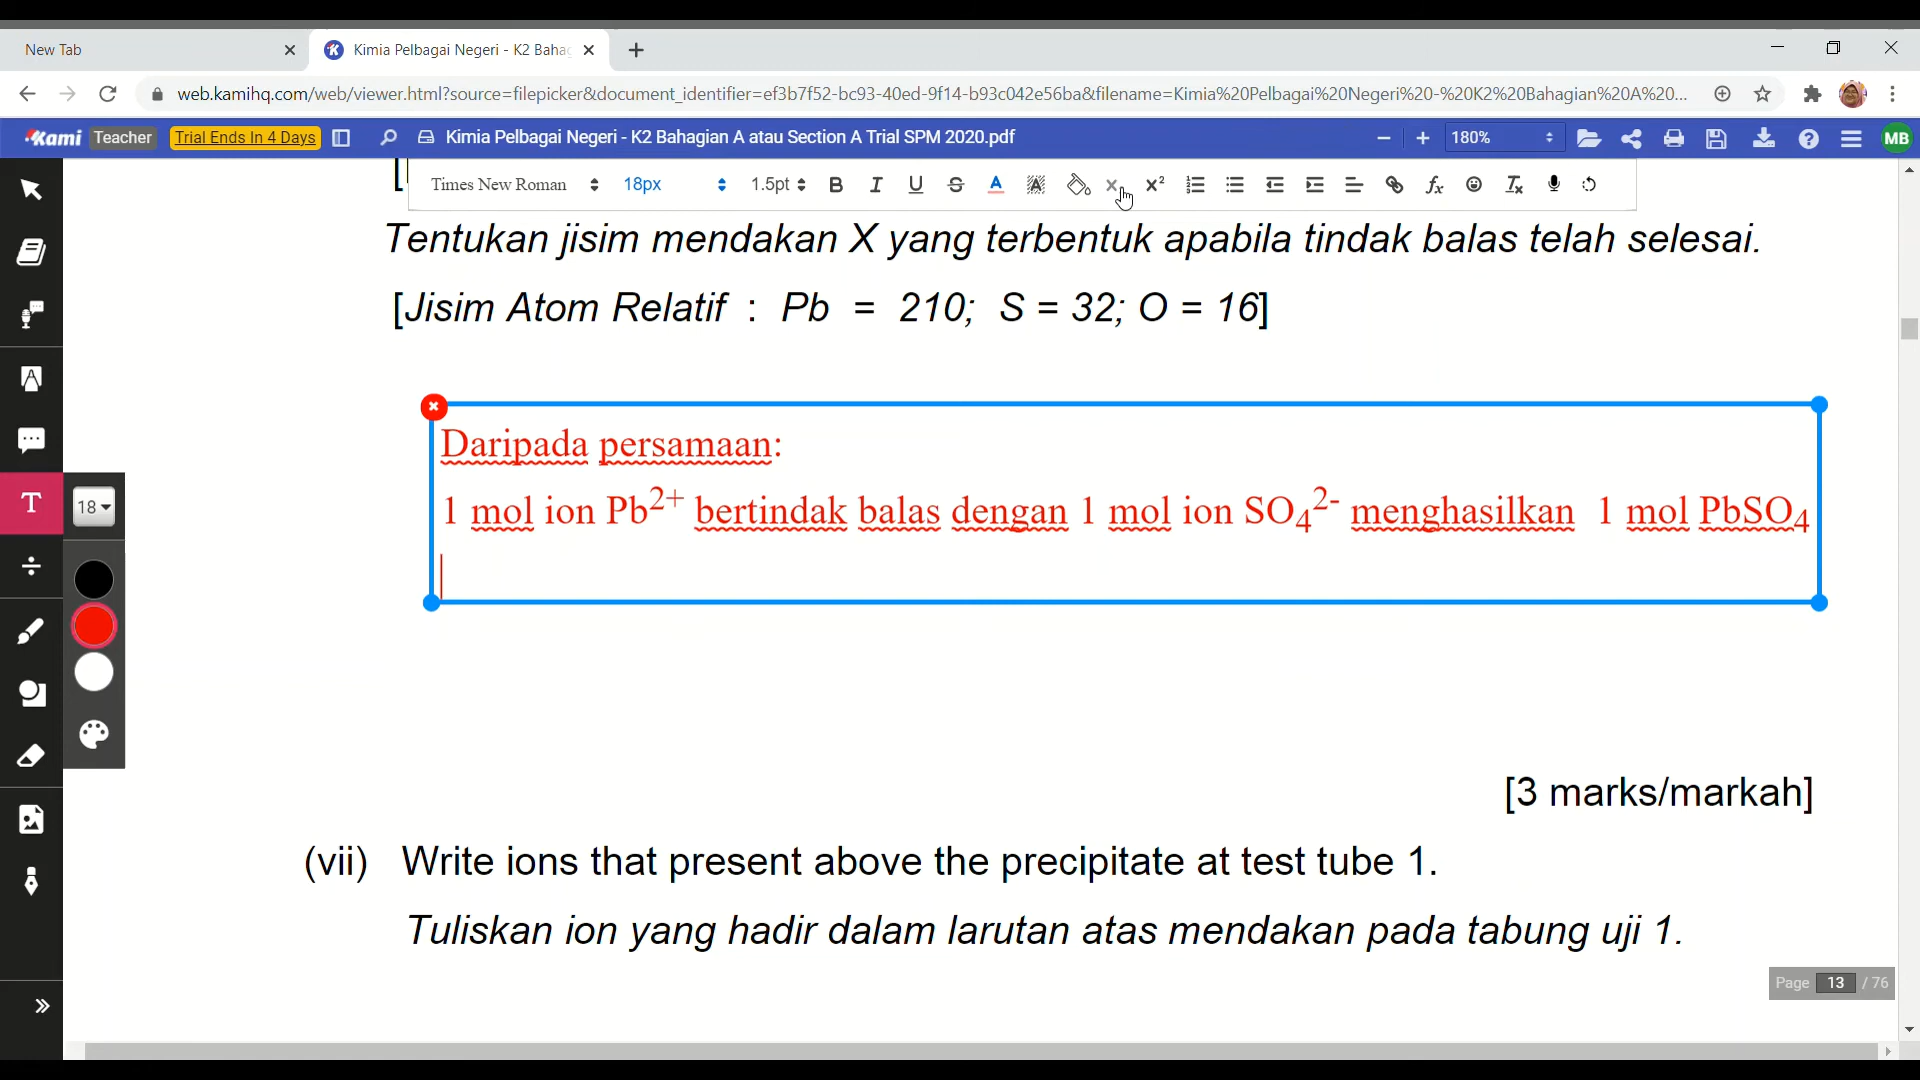 New Tab
Kimia Pelbagai Negeri - K2 Bahag
web.kamihq.com/web/viewer.html?source=filepicker&document_identifier=ef3b7f52-bc93-40ed-9f14-b93c042e56ba&filename=Kimia%20Pelbagai%20Negeri%20-%20K2%20Bahagian%20A%20...
Kami Teacher Trial Ends In 4 Days Kimia Pelbagai Negeri - K2 Bahagian A atau Section A Trial SPM 2020.pdf 180% MB
Times New Roman 18px 1.5pt B I U S A A X² fx Tx
Tentukan jisim mendakan X yang terbentuk apabila tindak balas telah selesai.
[Jisim Atom Relatif : Pb = 210; S = 32; O = 16]
Daripada persamaan:
1 mol ion Pb²⁺ bertindak balas dengan 1 mol ion SO₄²⁻ menghasilkan 1 mol PbSO₄
T 18
[3 marks/markah]
(vii) Write ions that present above the precipitate at test tube 1.
Tuliskan ion yang hadir dalam larutan atas mendakan pada tabung uji 1.
Page 13 / 76